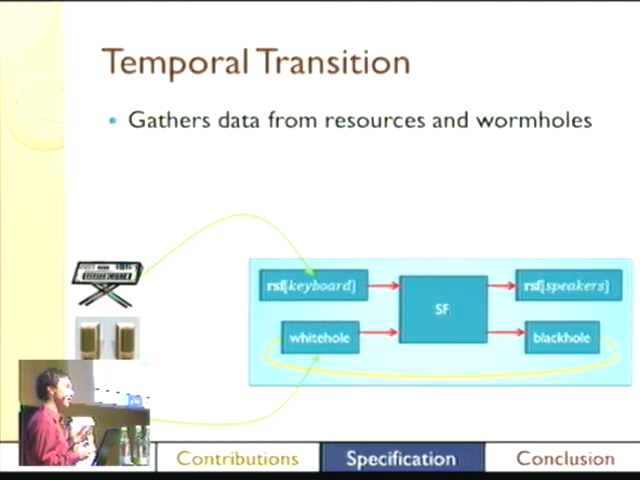 Temporal Transition
• Gathers data from resources and wormholes
rsf[keyboard]
SF
rsf[speakers]
whitehole
blackhole
Contributions
Specification
Conclusion